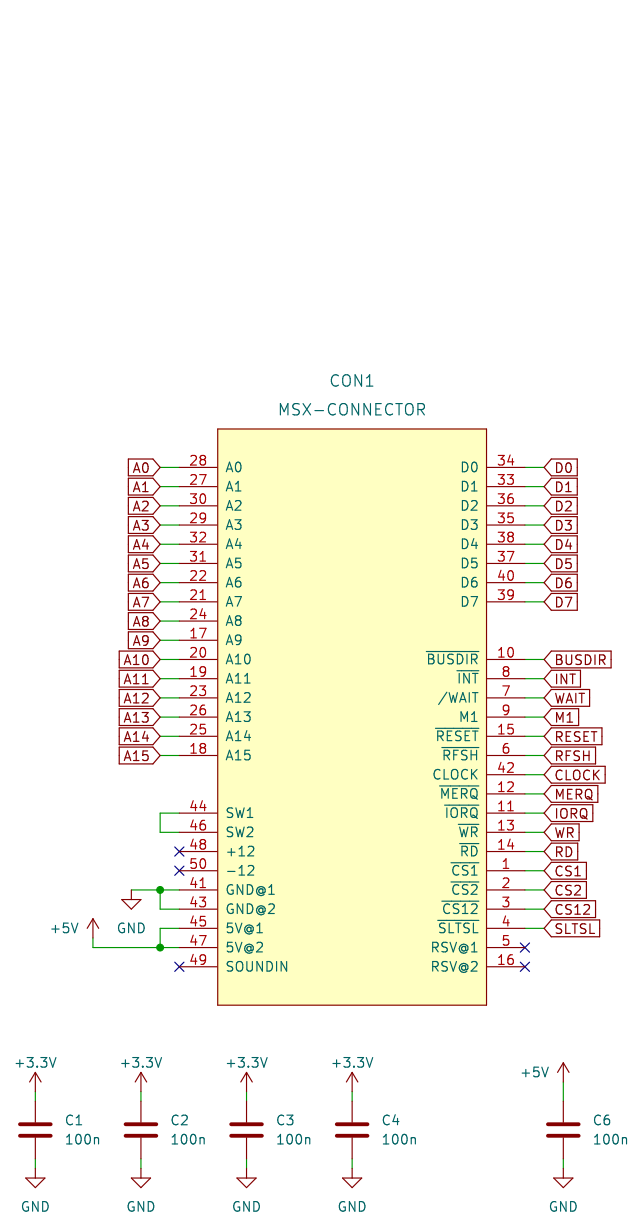 CON1
MSX-CONNECTOR
A0 28 A0 D0 34 D0
A1 27 A1 D1 33 D1
A2 30 A2 D2 36 D2
A3 29 A3 D3 35 D3
A4 32 A4 D4 38 D4
A5 31 A5 D5 37 D5
A6 22 A6 D6 40 D6
A7 21 A7 D7 39 D7
A8 24 A8
A9 17 A9
A10 20 A10 BUSDIR 10 BUSDIR
A11 19 A11 INT 8 INT
A12 23 A12 /WAIT 7 WAIT
A13 26 A13 M1 9 M1
A14 25 A14 RESET 15 RESET
A15 18 A15 RFSH 6 RFSH
CLOCK 42 CLOCK
MERQ 12 MERQ
44 SW1 IORQ 11 IORQ
46 SW2 WR 13 WR
48 +12 RD 14 RD
50 -12 CS1 1 CS1
41 GND@1 CS2 2 CS2
43 GND@2 CS12 3 CS12
+5V GND 45 5V@1 SLTSL 4 SLTSL
47 5V@2 RSV@1 5
49 SOUNDIN RSV@2 16
+3.3V +3.3V +3.3V +3.3V +5V
C1 C2 C3 C4 C6
100n 100n 100n 100n 100n
GND GND GND GND GND